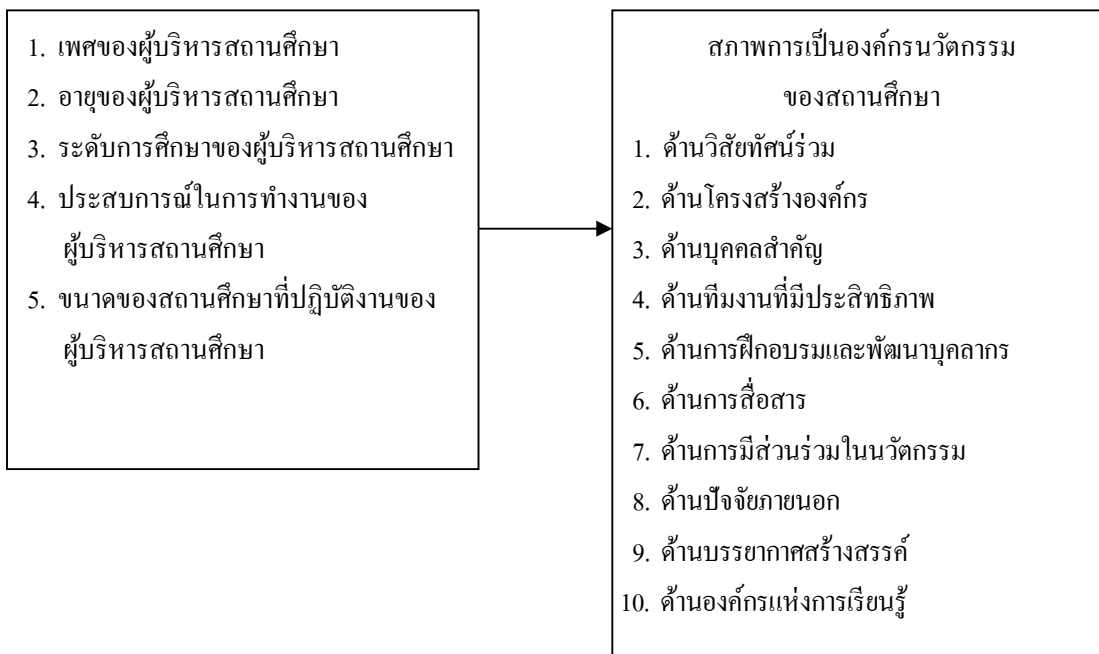 1. เพศของผู้บริหารสถานศึกษา
2. อายุของผู้บริหารสถานศึกษา
3. ระดับการศึกษาของผู้บริหารสถานศึกษา
4. ประสบการณ์ในการทำงานของ
ผู้บริหารสถานศึกษา
5. ขนาดของสถานศึกษาที่ปฏิบัติงานของ
ผู้บริหารสถานศึกษา
สภาพการเป็นองค์กรนวัตกรรม
ของสถานศึกษา
1. ด้านวิสัยทัศน์ร่วม
2. ด้านโครงสร้างองค์กร
3. ด้านบุคคลสำคัญ
4. ด้านทีมงานที่มีประสิทธิภาพ
5. ด้านการฝึกอบรมและพัฒนาบุคลากร
6. ด้านการสื่อสาร
7. ด้านการมีส่วนร่วมในนวัตกรรม
8. ด้านปัจจัยภายนอก
9. ด้านบรรยากาศสร้างสรรค์
10. ด้านองค์กรแห่งการเรียนรู้